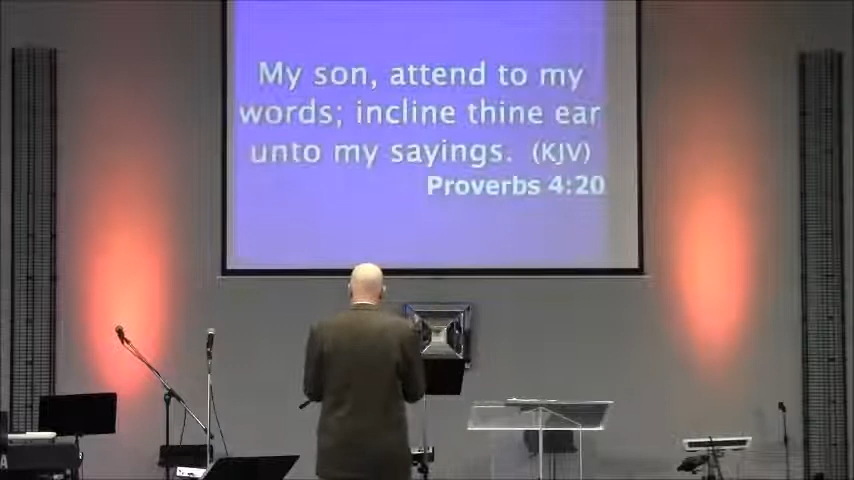 My son, attend to my
words; incline thine ear
unto my sayings. (KJV)
Proverbs 4:20